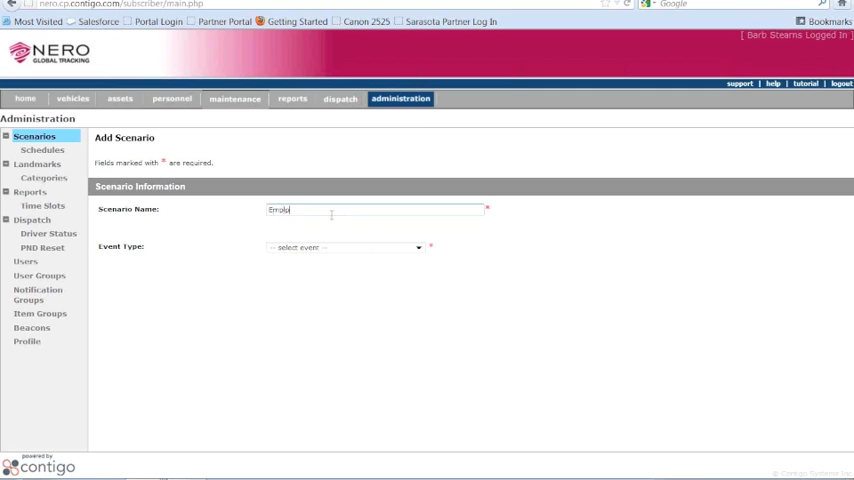 nero.cp.contigo.com/subscriber/main.php
Google
Most Visited Salesforce Portal Login Partner Portal Getting Started Canon 2525 Sarasota Partner Log In Bookmarks
[ Barb Stearns Logged In ]
NERO
GLOBAL TRACKING
support | help | tutorial | logout
home vehicles assets personnel maintenance reports dispatch administration
Administration
Scenarios
Schedules
Landmarks
Categories
Reports
Time Slots
Dispatch
Driver Status
PND Reset
Users
User Groups
Notification
Groups
Item Groups
Beacons
Profile
Add Scenario
Fields marked with * are required.
Scenario Information
Scenario Name: Emolp *
Event Type: -- select event -- *
powered by
contigo
© Contigo Systems Inc.